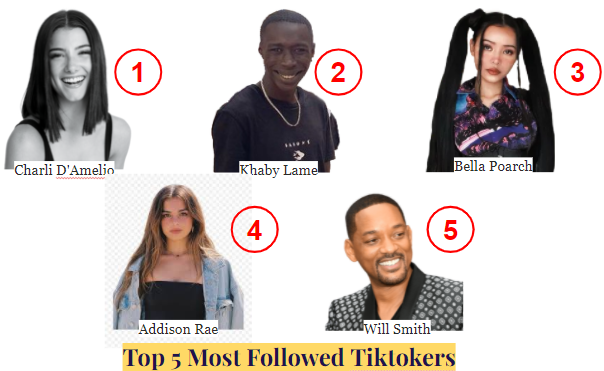 1
2
3
Charli D'Amelio
Khaby Lame
Bella Poarch
4
5
Addison Rae
Will Smith
Top 5 Most Followed Tiktokers